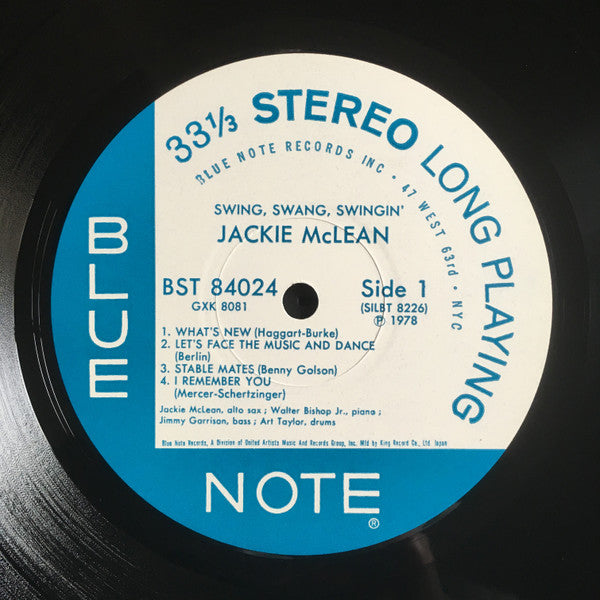 33⅓ STEREO LONG PLAYING
BLUE NOTE RECORDS INC • 47 WEST 63rd • NYC
SWING, SWANG, SWINGIN'
JACKIE McLEAN
BST 84024
GXK 8081
Side 1
(SILBT 8226)
Ⓟ 1978
1. WHAT'S NEW (Haggart-Burke)
2. LET'S FACE THE MUSIC AND DANCE
(Berlin)
3. STABLE MATES (Benny Golson)
4. I REMEMBER YOU
(Mercer-Schertzinger)
Jackie McLean, alto sax ; Walter Bishop Jr., piano ;
Jimmy Garrison, bass ; Art Taylor, drums
Blue Note Records, A Division of United Artists Music And Records Group, Inc. Mfd by King Record Co., Ltd Japan
BLUE
NOTE
®